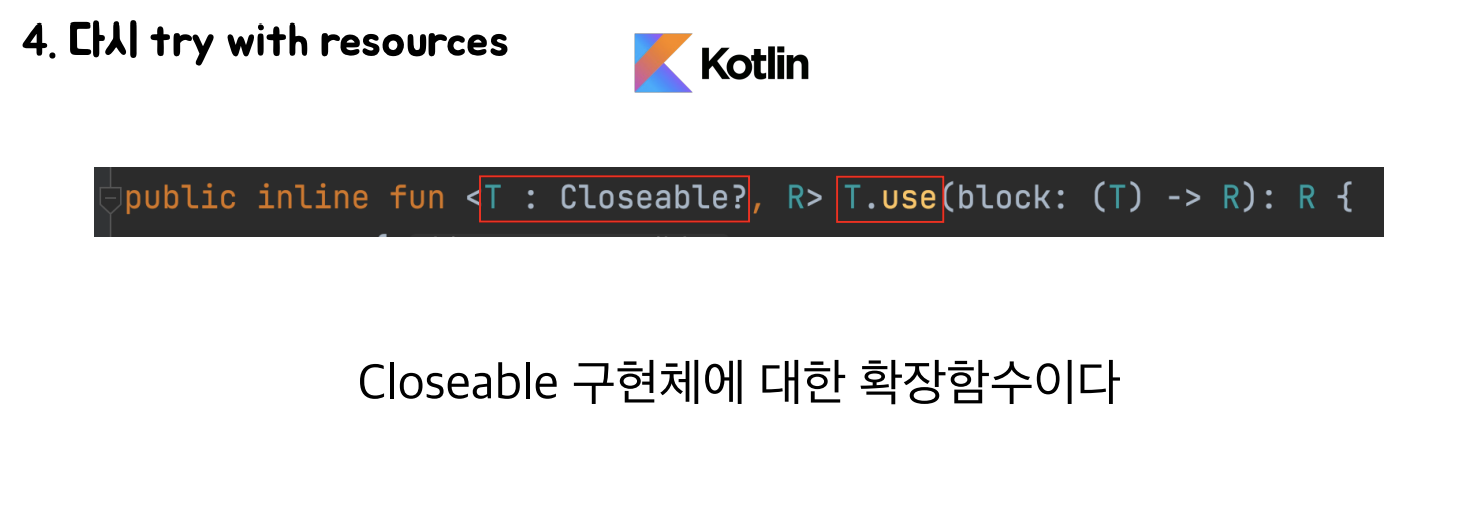 4. 다시 try with resources
Kotlin
public inline fun <T : Closeable?, R> T.use(block: (T) -> R): R {
Closeable 구현체에 대한 확장함수이다